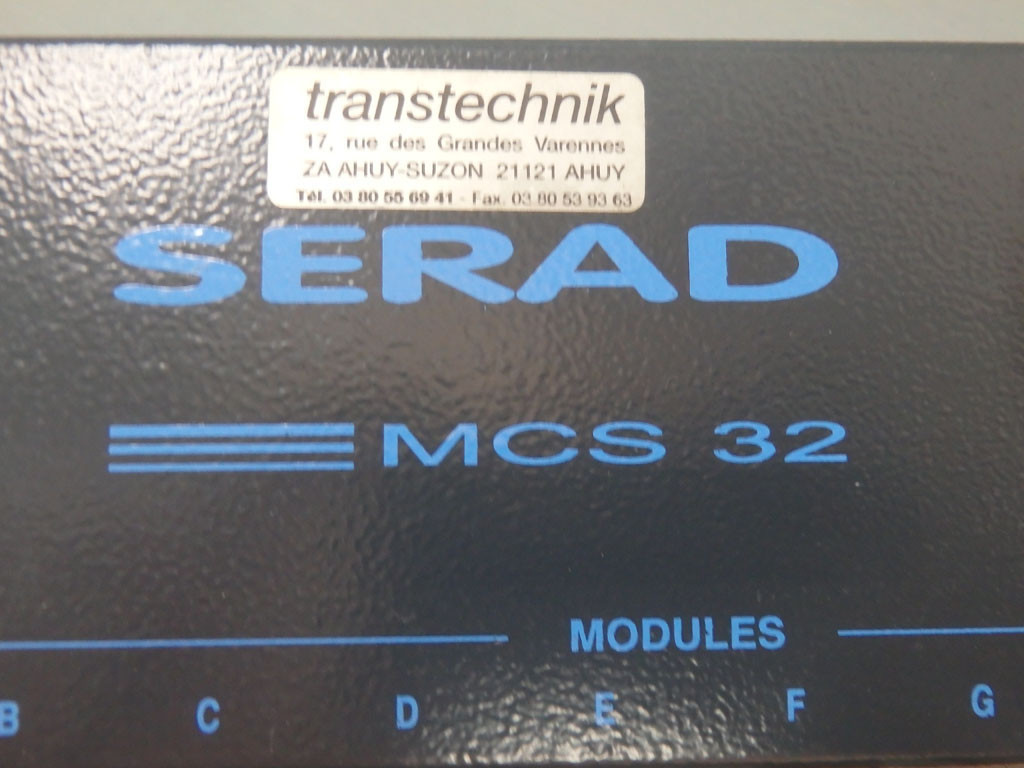 transtechnik
17, rue des Grandes Varennes
ZA AHUY-SUZON 21121 AHUY
Tél. 03 80 55 69 41 - Fax. 03 80 53 93 63
SERAD
MCS 32
MODULES
B C D E F G